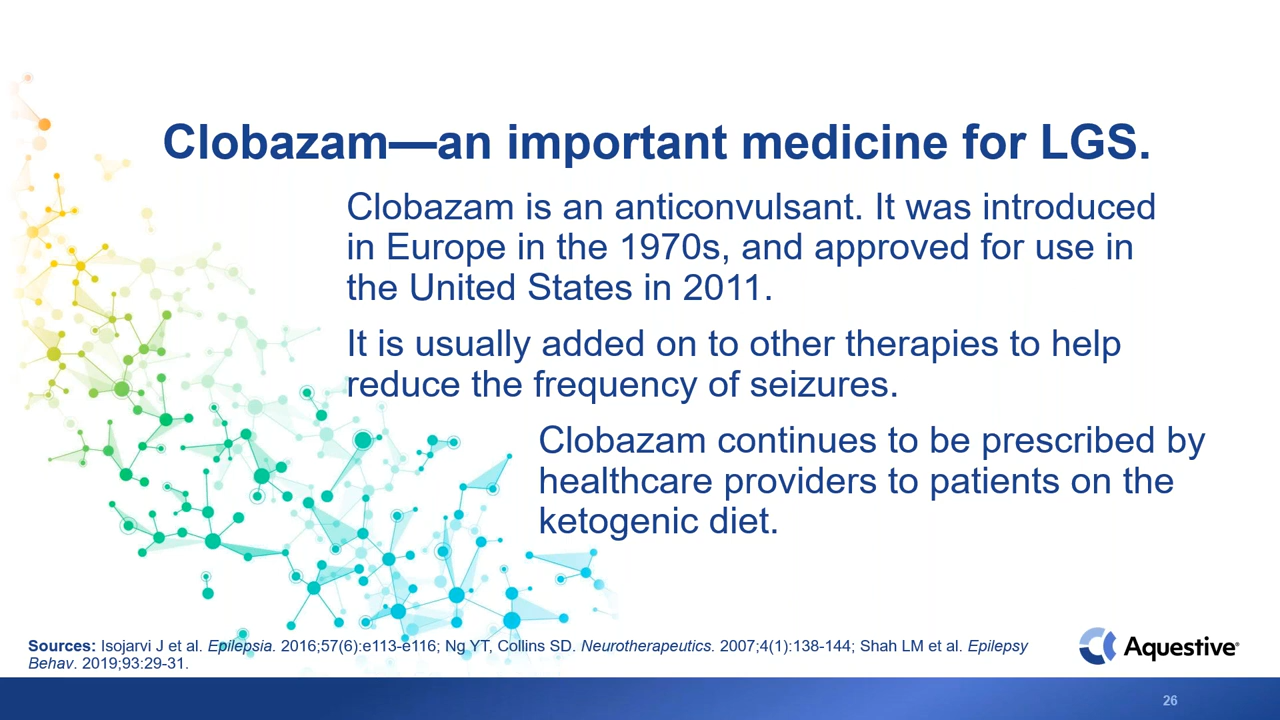 Clobazam—an important medicine for LGS.
Clobazam is an anticonvulsant. It was introduced
in Europe in the 1970s, and approved for use in
the United States in 2011.
It is usually added on to other therapies to help
reduce the frequency of seizures.
Clobazam continues to be prescribed by
healthcare providers to patients on the
ketogenic diet.
Sources: Isojarvi J et al. Epilepsia. 2016;57(6):e113-e116; Ng YT, Collins SD. Neurotherapeutics. 2007;4(1):138-144; Shah LM et al. Epilepsy
Behav. 2019;93:29-31.
Aquestive®
26